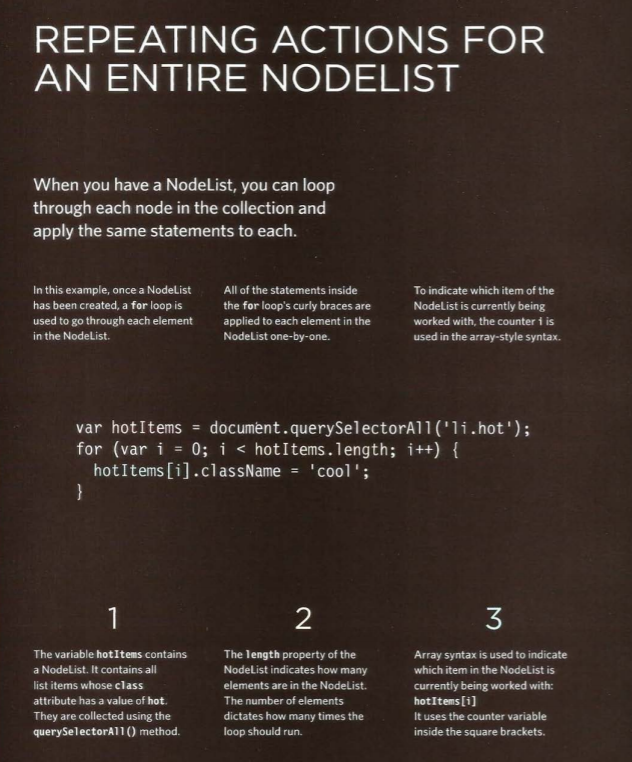 REPEATING ACTIONS FOR
AN ENTIRE NODELIST
When you have a NodeList, you can loop
through each node in the collection and
apply the same statements to each.
In this example, once a NodeList
has been created, a for loop is
used to go through each element
in the NodeList.
All of the statements inside
the for loop's curly braces are
applied to each element in the
NodeList one-by-one.
To indicate which item of the
NodeList is currently being
worked with, the counter i is
used in the array-style syntax.
var hotItems = document.querySelectorAll('li.hot');
for (var i = 0; i < hotItems.length; i++) {
  hotItems[i].className = 'cool';
}
1
The variable hotItems contains
a NodeList. It contains all
list items whose class
attribute has a value of hot.
They are collected using the
querySelectorAll() method.
2
The length property of the
NodeList indicates how many
elements are in the NodeList.
The number of elements
dictates how many times the
loop should run.
3
Array syntax is used to indicate
which item in the NodeList is
currently being worked with:
hotItems[i]
It uses the counter variable
inside the square brackets.